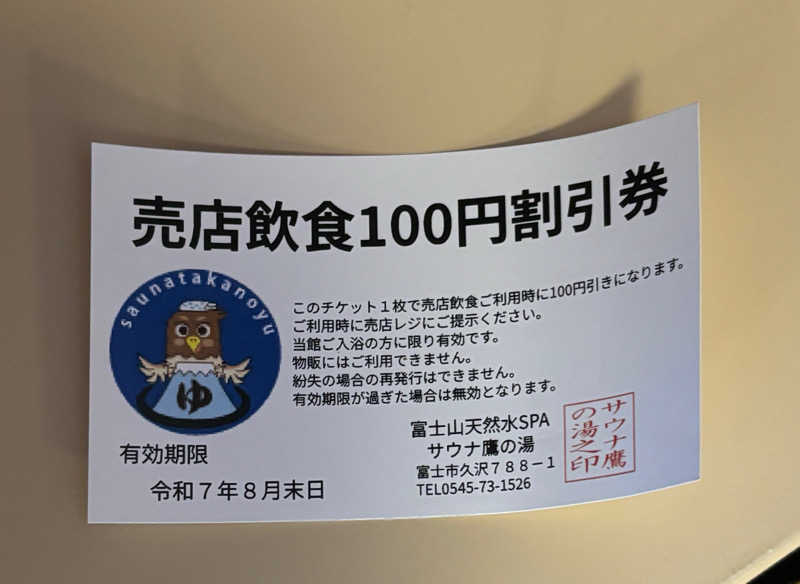 売店飲食100円割引券
saunatakanoyu
ゆ
このチケット１枚で売店飲食ご利用時に100円引きになります。
ご利用時に売店レジにご提示ください。
当館ご入浴の方に限り有効です。
物販にはご利用できません。
紛失の場合の再発行はできません。
有効期限が過ぎた場合は無効となります。
有効期限
令和７年８月末日
富士山天然水SPA
サウナ鷹の湯
富士市久沢７８８－１
TEL0545-73-1526
サウナ鷹
の湯之印